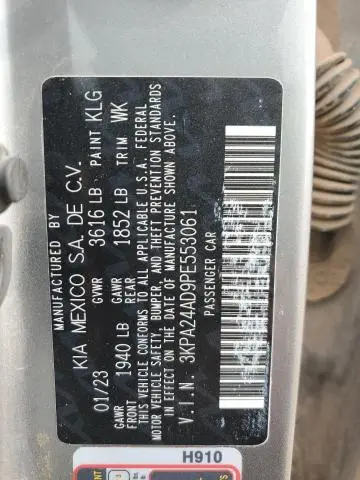 MANUFACTURED BY
KIA MEXICO S.A. DE C.V.
01/23 GVWR 3616 LB PAINT KLG
GAWR FRONT 1940 LB GAWR REAR 1852 LB TRIM WK
THIS VEHICLE CONFORMS TO ALL APPLICABLE U.S.A. FEDERAL
MOTOR VEHICLE SAFETY, BUMPER, AND THEFT PREVENTION STANDARDS
IN EFFECT ON THE DATE OF MANUFACTURE SHOWN ABOVE.
V.I.N. 3KPA24AD9PE553061
PASSENGER CAR
H910